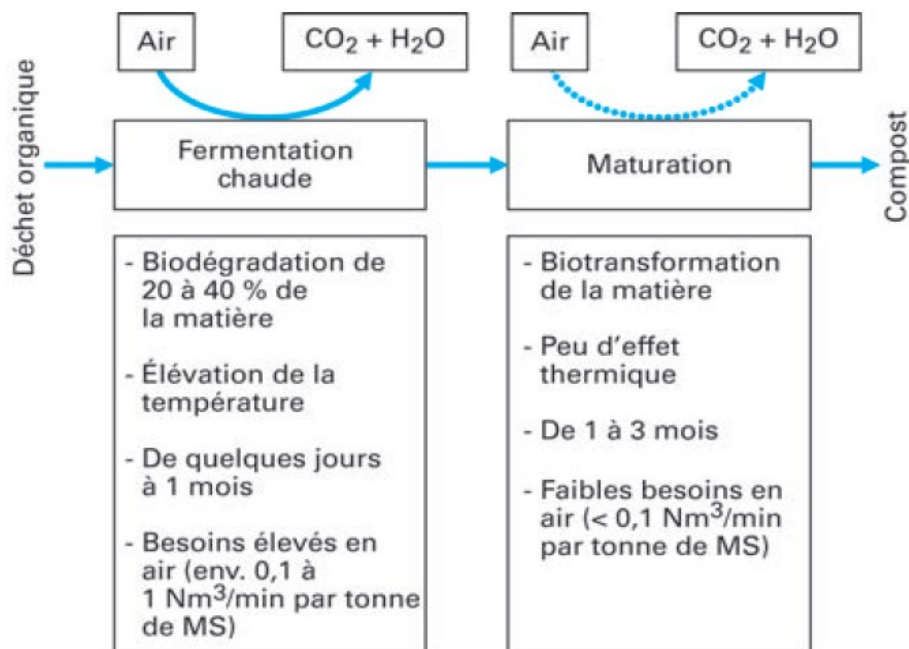 Air
CO₂ + H₂O
Air
CO₂ + H₂O
Déchet organique
Fermentation
chaude
Maturation
Compost
- Biodégradation de
20 à 40 % de
la matière
- Élévation de la
température
- De quelques jours
à 1 mois
- Besoins élevés en
air (env. 0,1 à
1 Nm³/min par tonne
de MS)
- Biotransformation
de la matière
- Peu d'effet
thermique
- De 1 à 3 mois
- Faibles besoins en
air (< 0,1 Nm³/min
par tonne de MS)